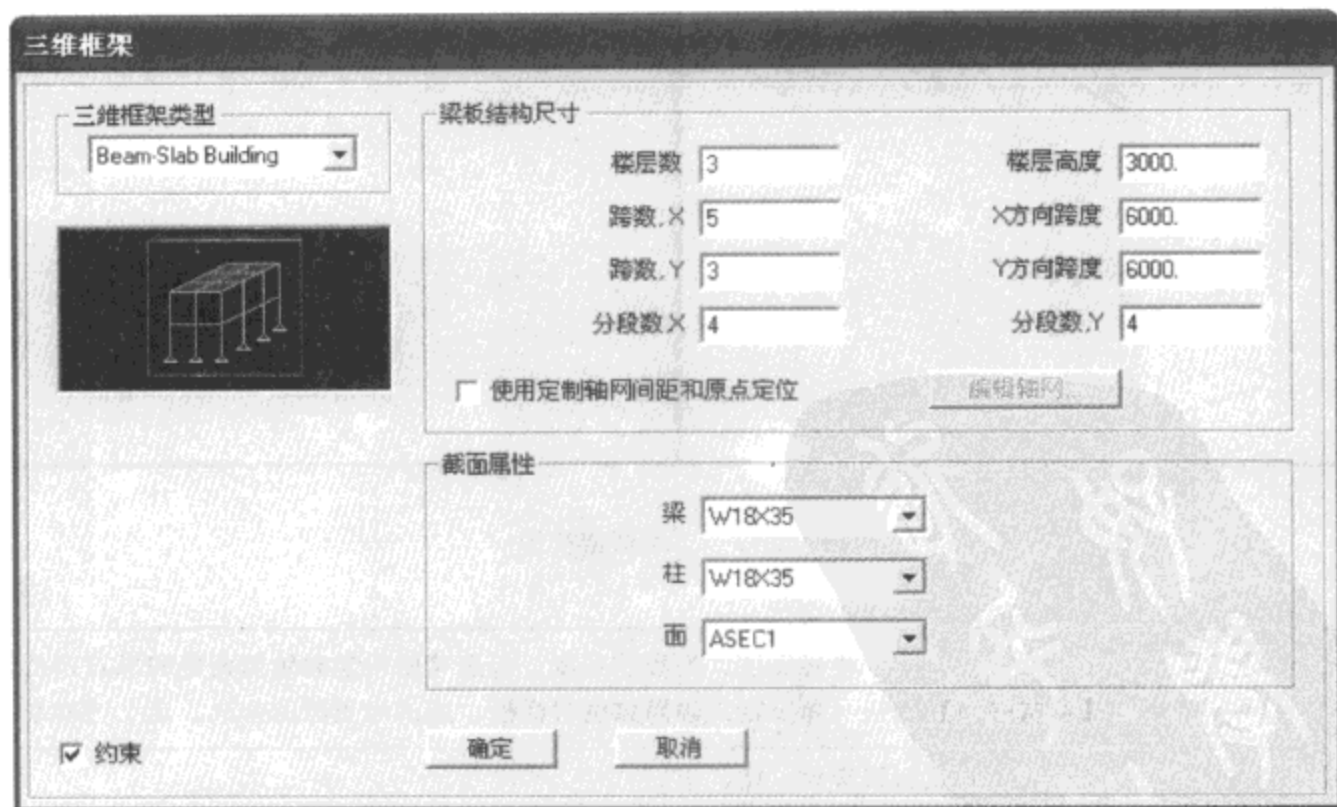 三维框架
三维框架类型
Beam-Slab Building
梁板结构尺寸
楼层数 3 楼层高度 3000.
跨数,X 5 X方向跨度 6000.
跨数,Y 3 Y方向跨度 6000.
分段数,X 4 分段数,Y 4
使用定制轴网间距和原点定位 编辑轴网...
截面属性
梁 W18X35
柱 W18X35
面 ASEC1
约束 确定 取消